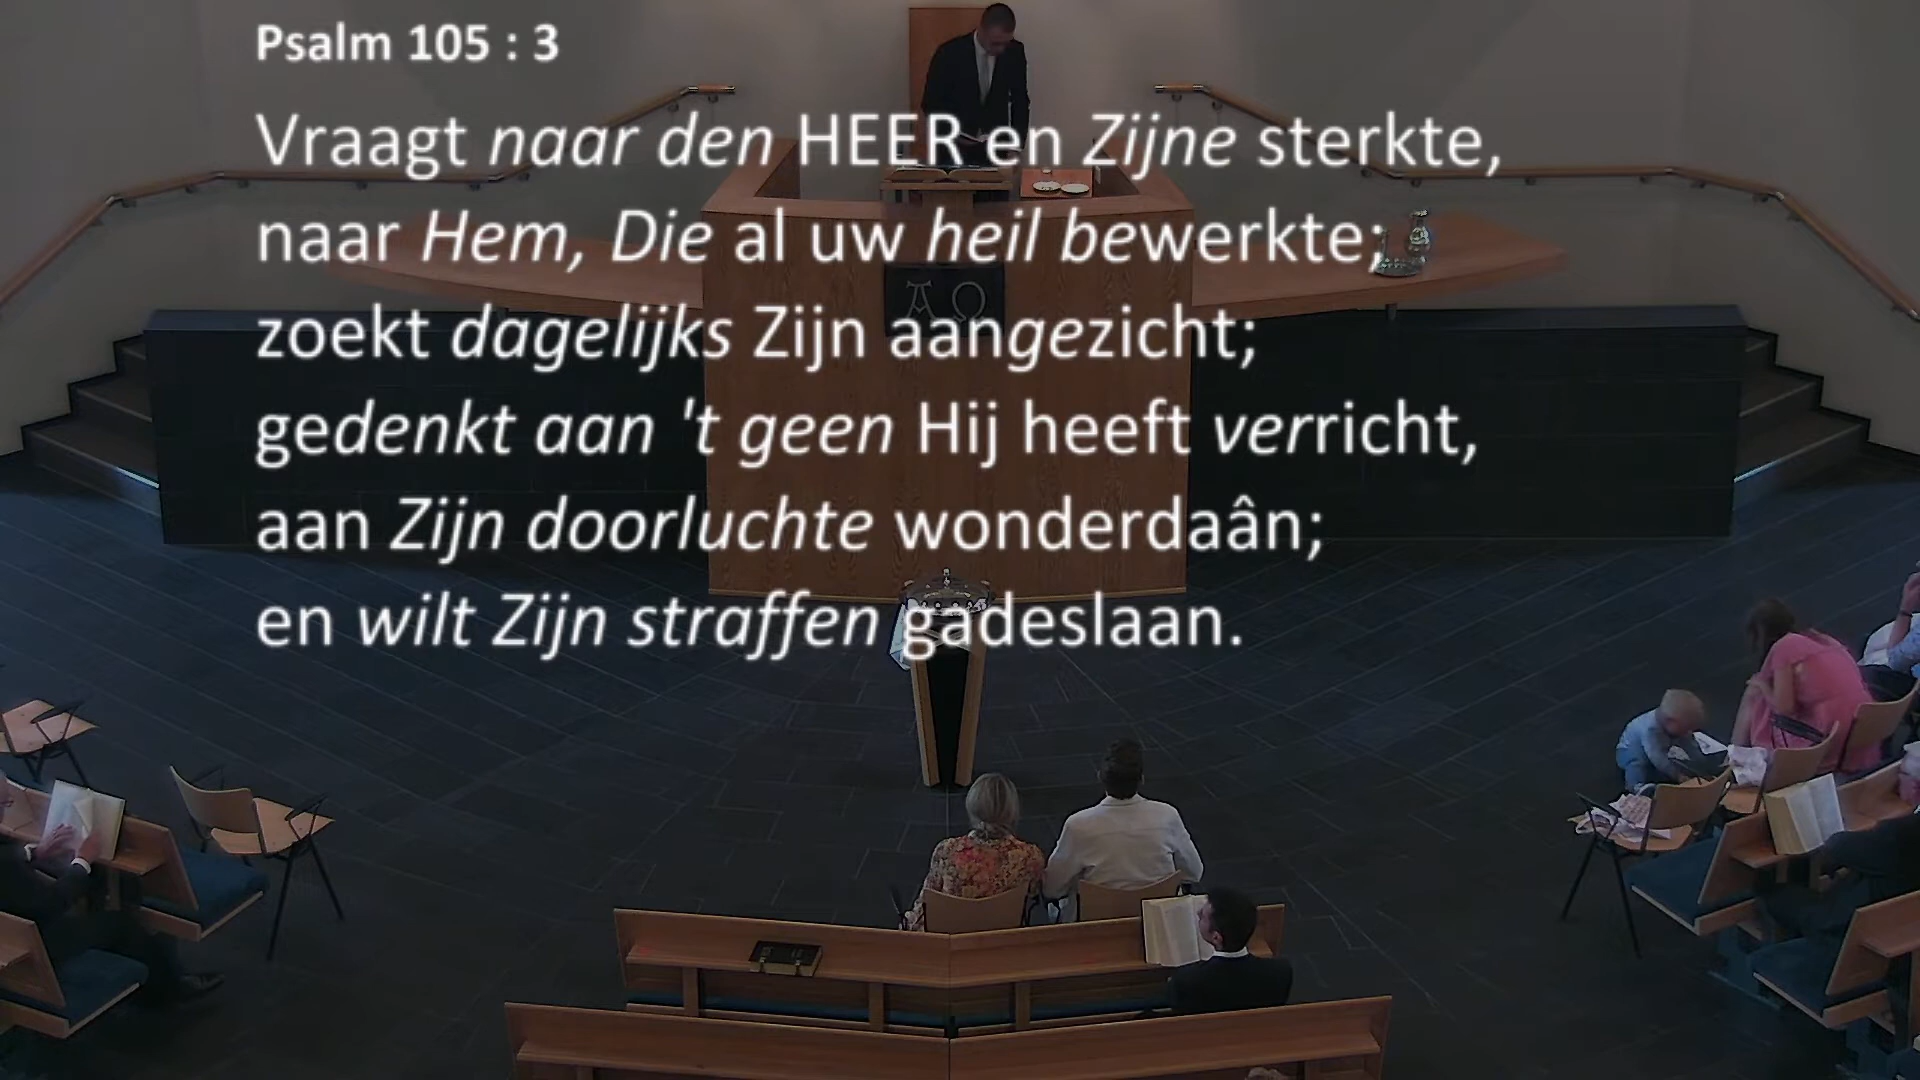 Psalm 105 : 3
Vraagt naar den HEER en Zijne sterkte,
naar Hem, Die al uw heil bewerkte;
zoekt dagelijks Zijn aangezicht;
gedenkt aan 't geen Hij heeft verricht,
aan Zijn doorluchte wonderdaân;
en wilt Zijn straffen gadeslaan.
ΑΩ